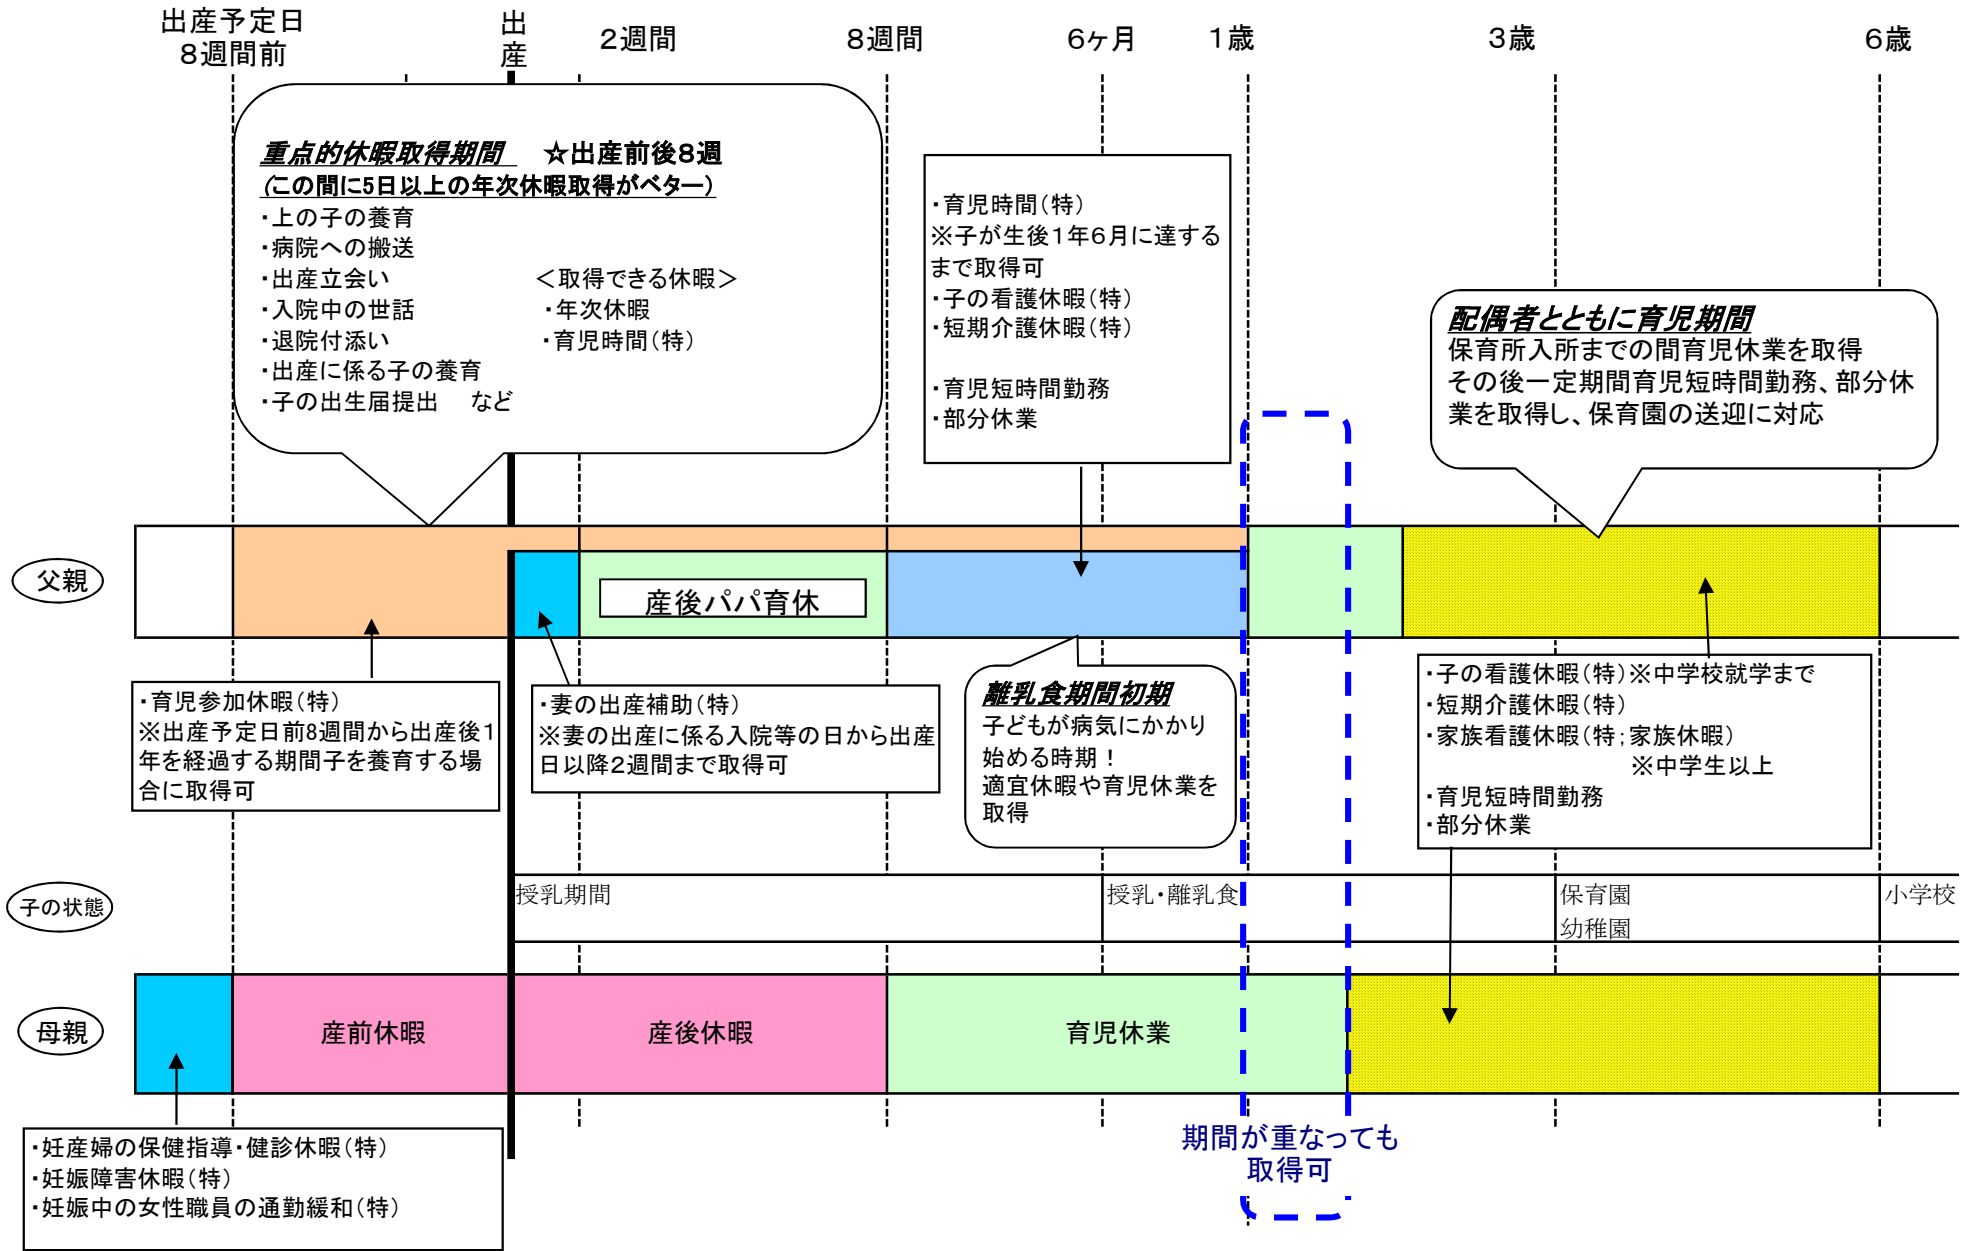 出産予定日
8週間前
出
産
2週間
8週間
6ヶ月
1歳
3歳
6歳
重点的休暇取得期間　☆出産前後8週
(この間に5日以上の年次休暇取得がベター)
・上の子の養育
・病院への搬送
・出産立会い
・入院中の世話
・退院付添い
・出産に係る子の養育
・子の出生届提出　など
＜取得できる休暇＞
・年次休暇
・育児時間(特)
・育児時間(特)
※子が生後1年6月に達する
まで取得可
・子の看護休暇(特)
・短期介護休暇(特)
・育児短時間勤務
・部分休業
配偶者とともに育児期間
保育所入所までの間育児休業を取得
その後一定期間育児短時間勤務、部分休
業を取得し、保育園の送迎に対応
父親
産後パパ育休
・育児参加休暇(特)
※出産予定日前8週間から出産後1
年を経過する期間子を養育する場
合に取得可
・妻の出産補助(特)
※妻の出産に係る入院等の日から出産
日以降2週間まで取得可
離乳食期間初期
子どもが病気にかかり
始める時期！
適宜休暇や育児休業を
取得
・子の看護休暇(特)※中学校就学まで
・短期介護休暇(特)
・家族看護休暇(特;家族休暇)
※中学生以上
・育児短時間勤務
・部分休業
子の状態
授乳期間
授乳・離乳食
保育園
幼稚園
小学校
母親
産前休暇
産後休暇
育児休業
期間が重なっても
取得可
・妊産婦の保健指導・健診休暇(特)
・妊娠障害休暇(特)
・妊娠中の女性職員の通勤緩和(特)